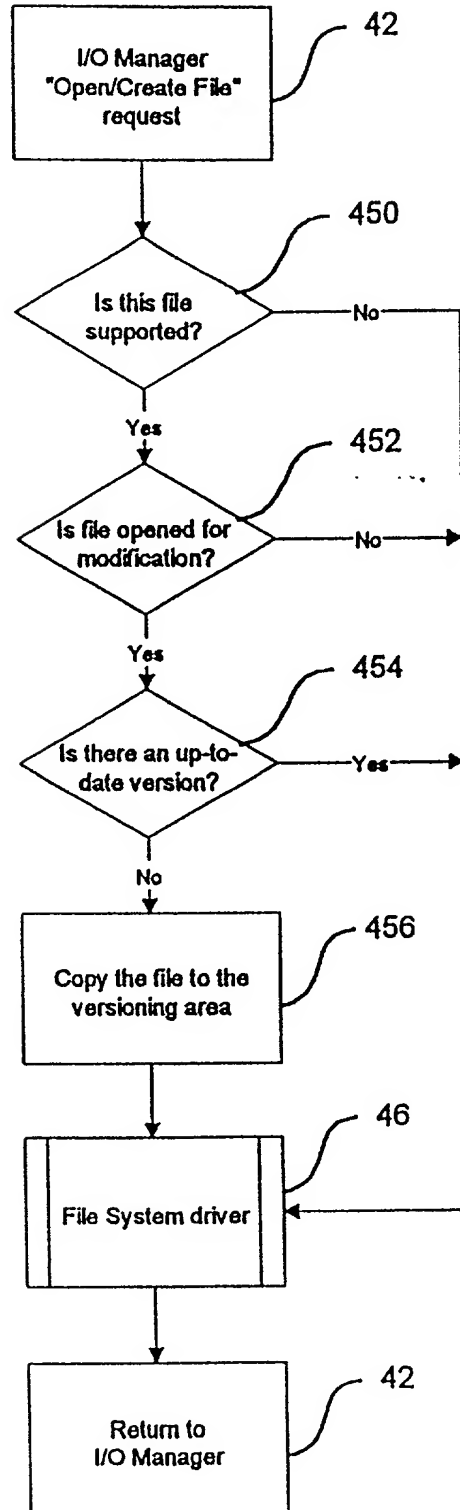 42
I/O Manager
"Open/Create File"
request
450
Is this file
supported?
No
Yes
452
Is file opened for
modification?
No
Yes
454
Is there an up-to-
date version?
Yes
No
456
Copy the file to the
versioning area
46
File System driver
42
Return to
I/O Manager